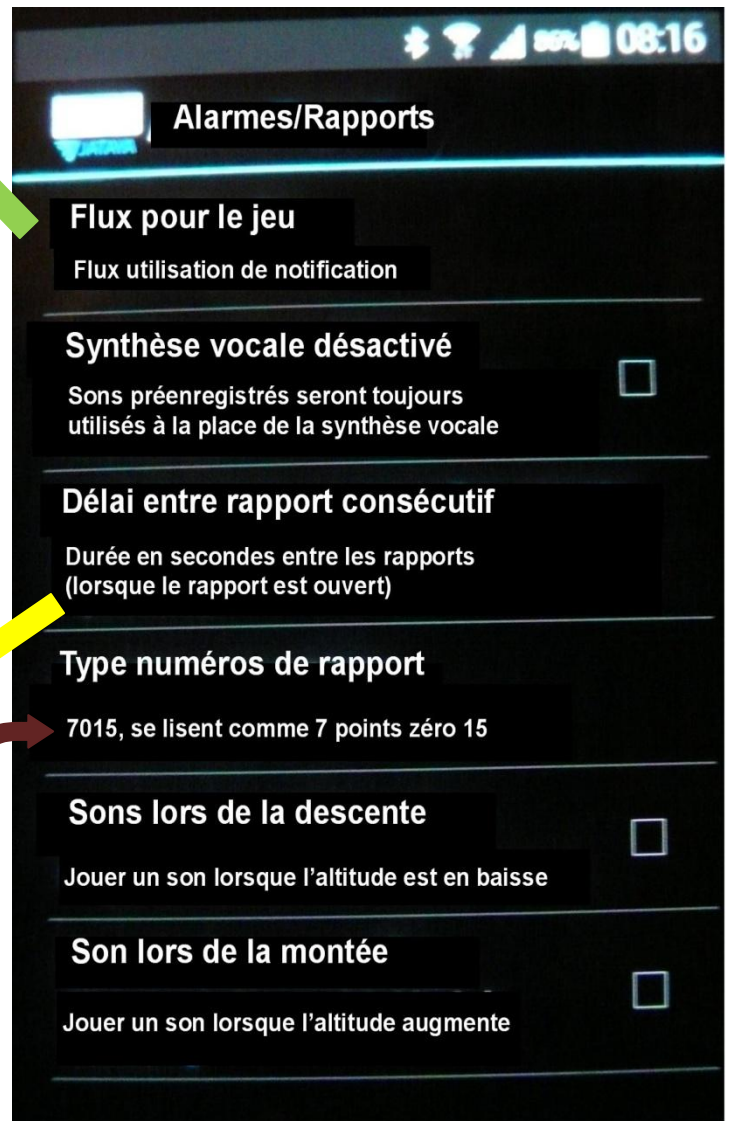 86% 08:16
Alarmes/Rapports
JATAYA
Flux pour le jeu
Flux utilisation de notification
Synthèse vocale désactivé
Sons préenregistrés seront toujours
utilisés à la place de la synthèse vocale
Délai entre rapport consécutif
Durée en secondes entre les rapports
(lorsque le rapport est ouvert)
Type numéros de rapport
7015, se lisent comme 7 points zéro 15
Sons lors de la descente
Jouer un son lorsque l’altitude est en baisse
Son lors de la montée
Jouer un son lorsque l’altitude augmente